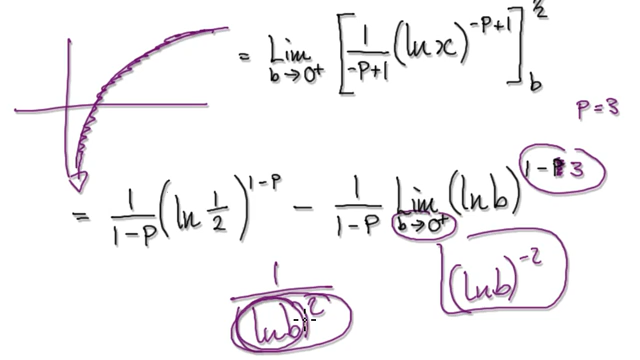 = Lim b→0⁺ [ 1/(-P+1) (ln x)^(-P+1) ]_b^(1/2)
P=3
= 1/(1-P) (ln 1/2)^(1-P) - 1/(1-P) Lim b→0⁺ (ln b)^(1-3)
(ln b)^(-2)
1/(ln b)^2